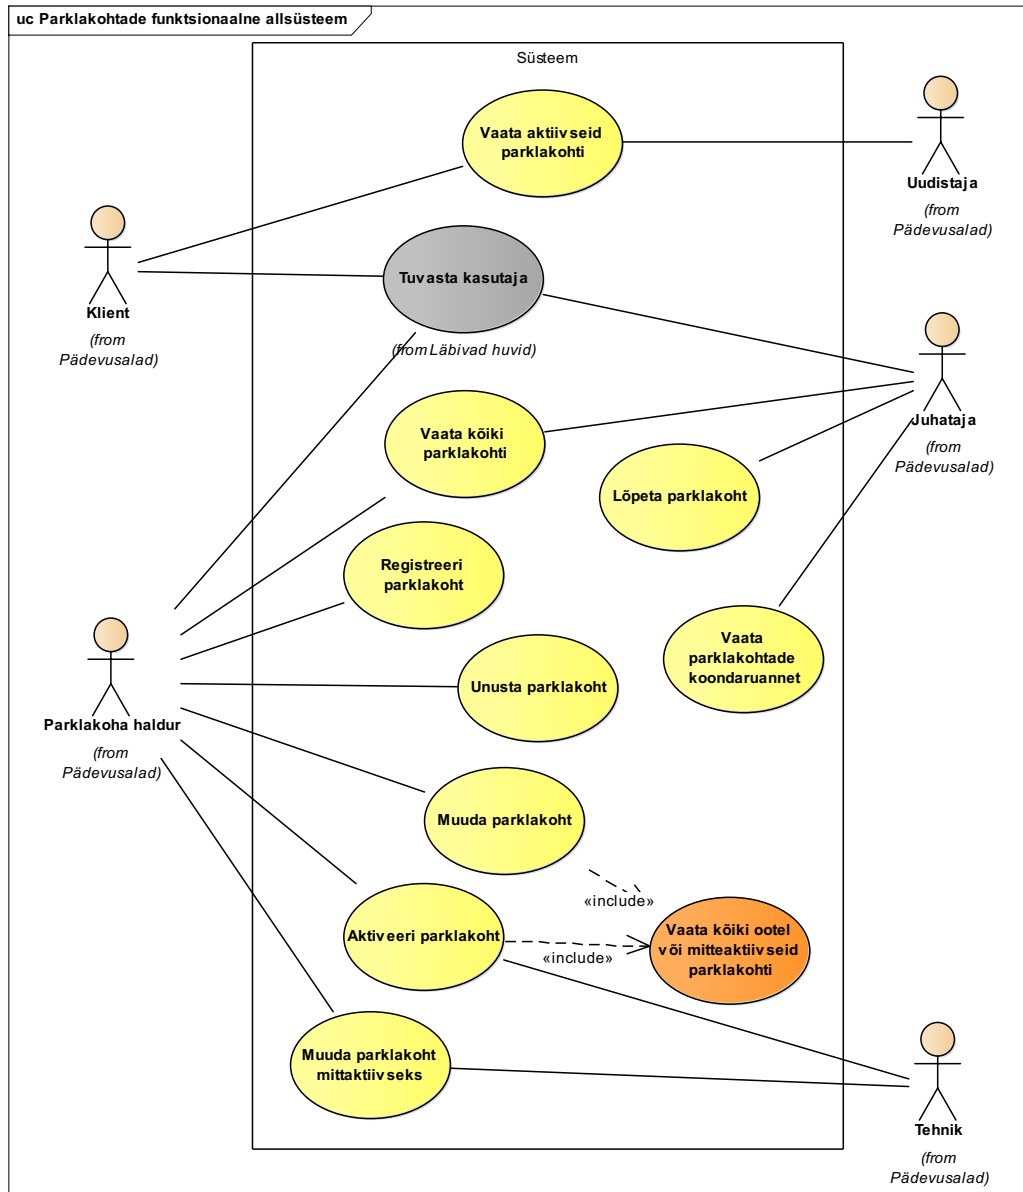 uc Parklakohtade funktsionaalne allsüsteem
Süsteem
Vaata aktiivseid
parklakohti
Uudistaja
(from
Pädevusalad)
Klient
(from
Pädevusalad)
Tuvasta kasutaja
(from Läbivad huvid)
Juhataja
(from
Pädevusalad)
Vaata kõiki
parklakohti
Lõpeta parklakoht
Registreeri
parklakoht
Vaata
parklakohtade
koondaruannet
Unusta parklakoht
Parklakoha haldur
(from
Pädevusalad)
Muuda parklakoht
«include»
Aktiveeri parklakoht
«include»
Vaata kõiki ootel
või mitteaktiivseid
parklakohti
Muuda parklakoht
mittaktiivseks
Tehnik
(from
Pädevusalad)